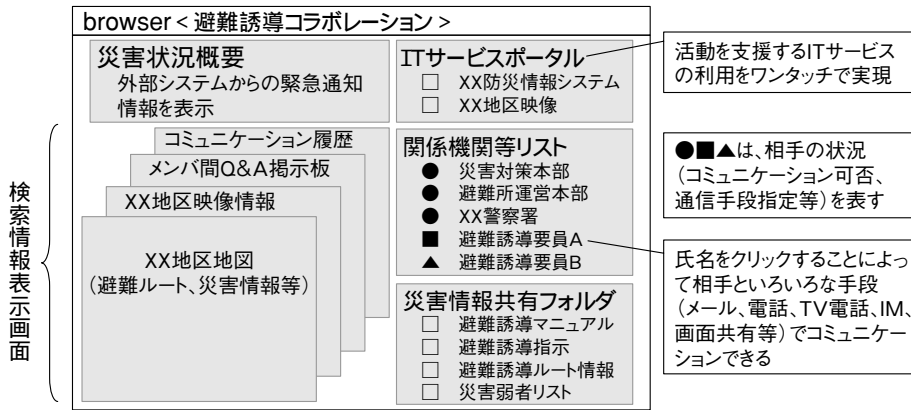 browser＜避難誘導コラボレーション＞
災害状況概要
外部システムからの緊急通知
情報を表示
ITサービスポータル
□ XX防災情報システム
□ XX地区映像
活動を支援するITサービス
の利用をワンタッチで実現
検索情報表示画面
コミュニケーション履歴
メンバ間Q&A掲示板
XX地区映像情報
XX地区地図
(避難ルート、災害情報等)
関係機関等リスト
● 災害対策本部
● 避難所運営本部
● XX警察署
■ 避難誘導要員A
▲ 避難誘導要員B
●■▲は、相手の状況
(コミュニケーション可否、
通信手段指定等)を表す
氏名をクリックすることによっ
て相手といろいろな手段
(メール、電話、TV電話、IM、
画面共有等)でコミュニケー
ションできる
災害情報共有フォルダ
□ 避難誘導マニュアル
□ 避難誘導指示
□ 避難誘導ルート情報
□ 災害弱者リスト